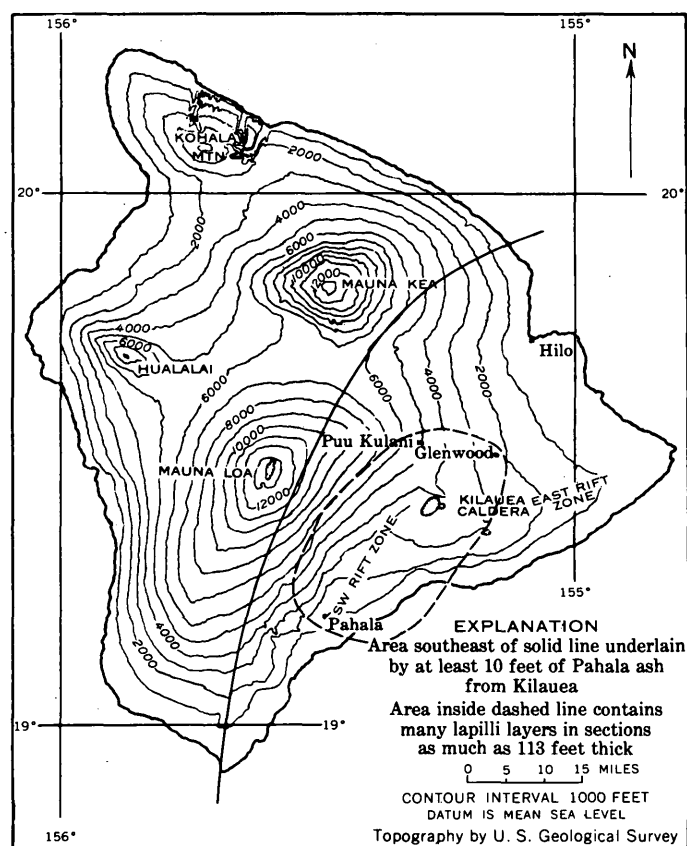 156°
155°
N
KOHALA
MTN
2000
20°
20°
2000
4000
6000
10000
12000
MAUNA KEA
4000
6000
HUALALAI
Hilo
6000
6000
4000
2000
8000
10000
Puu Kulani
Glenwood
MAUNA LOA
12000
KILAUEA EAST RIFT
CALDERA ZONE
SW RIFT ZONE
155°
Pahalā
4000
2000
19°
19°
EXPLANATION
Area southeast of solid line underlain
by at least 10 feet of Pahala ash
from Kilauea
Area inside dashed line contains
many lapilli layers in sections
as much as 113 feet thick
0 5 10 15 MILES
CONTOUR INTERVAL 1000 FEET
DATUM IS MEAN SEA LEVEL
156°
Topography by U. S. Geological Survey